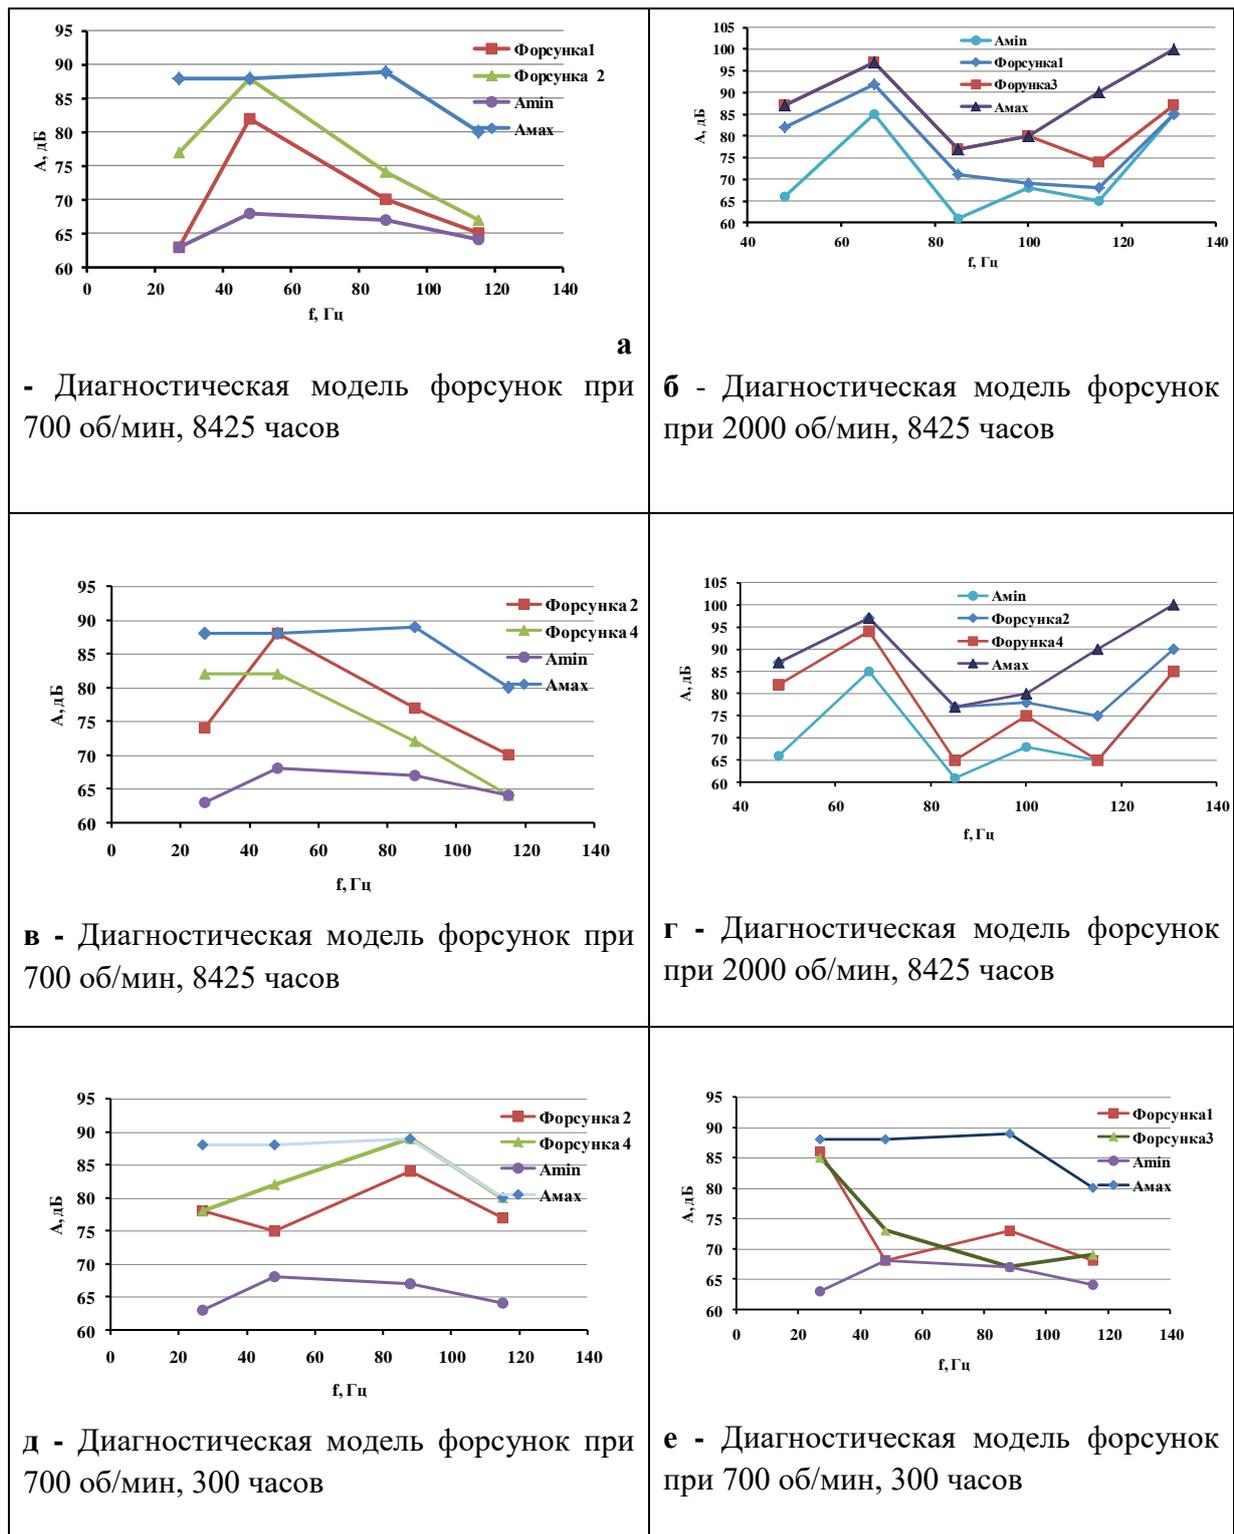 95
90
85
80
75
70
65
60
А, дБ
0 20 40 60 80 100 120 140
f, Гц
Форсунка1
Форсунка 2
Amin
Амах
а
- Диагностическая модель форсунок при
700 об/мин, 8425 часов
105
100
95
90
85
80
75
70
65
60
А, дБ
40 60 80 100 120 140
f, Гц
Амin
Форсунка1
Форунка3
Амах
б - Диагностическая модель форсунок
при 2000 об/мин, 8425 часов
95
90
85
80
75
70
65
60
А, дБ
0 20 40 60 80 100 120 140
f, Гц
Форсунка 2
Форсунка 4
Amin
Амах
в - Диагностическая модель форсунок при
700 об/мин, 8425 часов
105
100
95
90
85
80
75
70
65
60
А, дБ
40 60 80 100 120 140
f, Гц
Амin
Форсунка2
Форунка4
Амах
г - Диагностическая модель форсунок
при 2000 об/мин, 8425 часов
95
90
85
80
75
70
65
60
А, дБ
0 20 40 60 80 100 120 140
f, Гц
Форсунка 2
Форсунка 4
Amin
Амах
д - Диагностическая модель форсунок при
700 об/мин, 300 часов
95
90
85
80
75
70
65
60
А, дБ
0 20 40 60 80 100 120 140
f, Гц
Форсунка1
Форсунка3
Amin
Амах
е - Диагностическая модель форсунок
при 700 об/мин, 300 часов